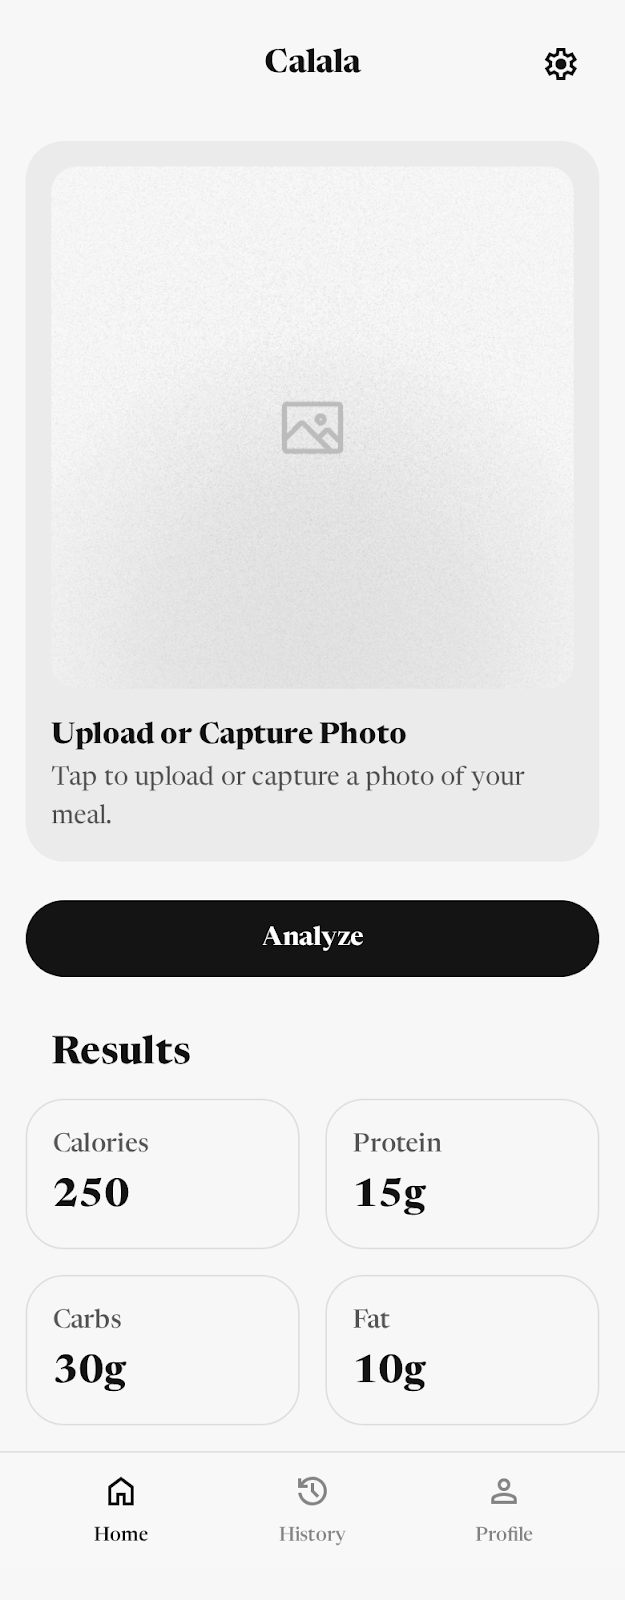 Calala
Upload or Capture Photo
Tap to upload or capture a photo of your
meal.
Analyze
Results
Calories
250
Protein
15g
Carbs
30g
Fat
10g
Home
History
Profile